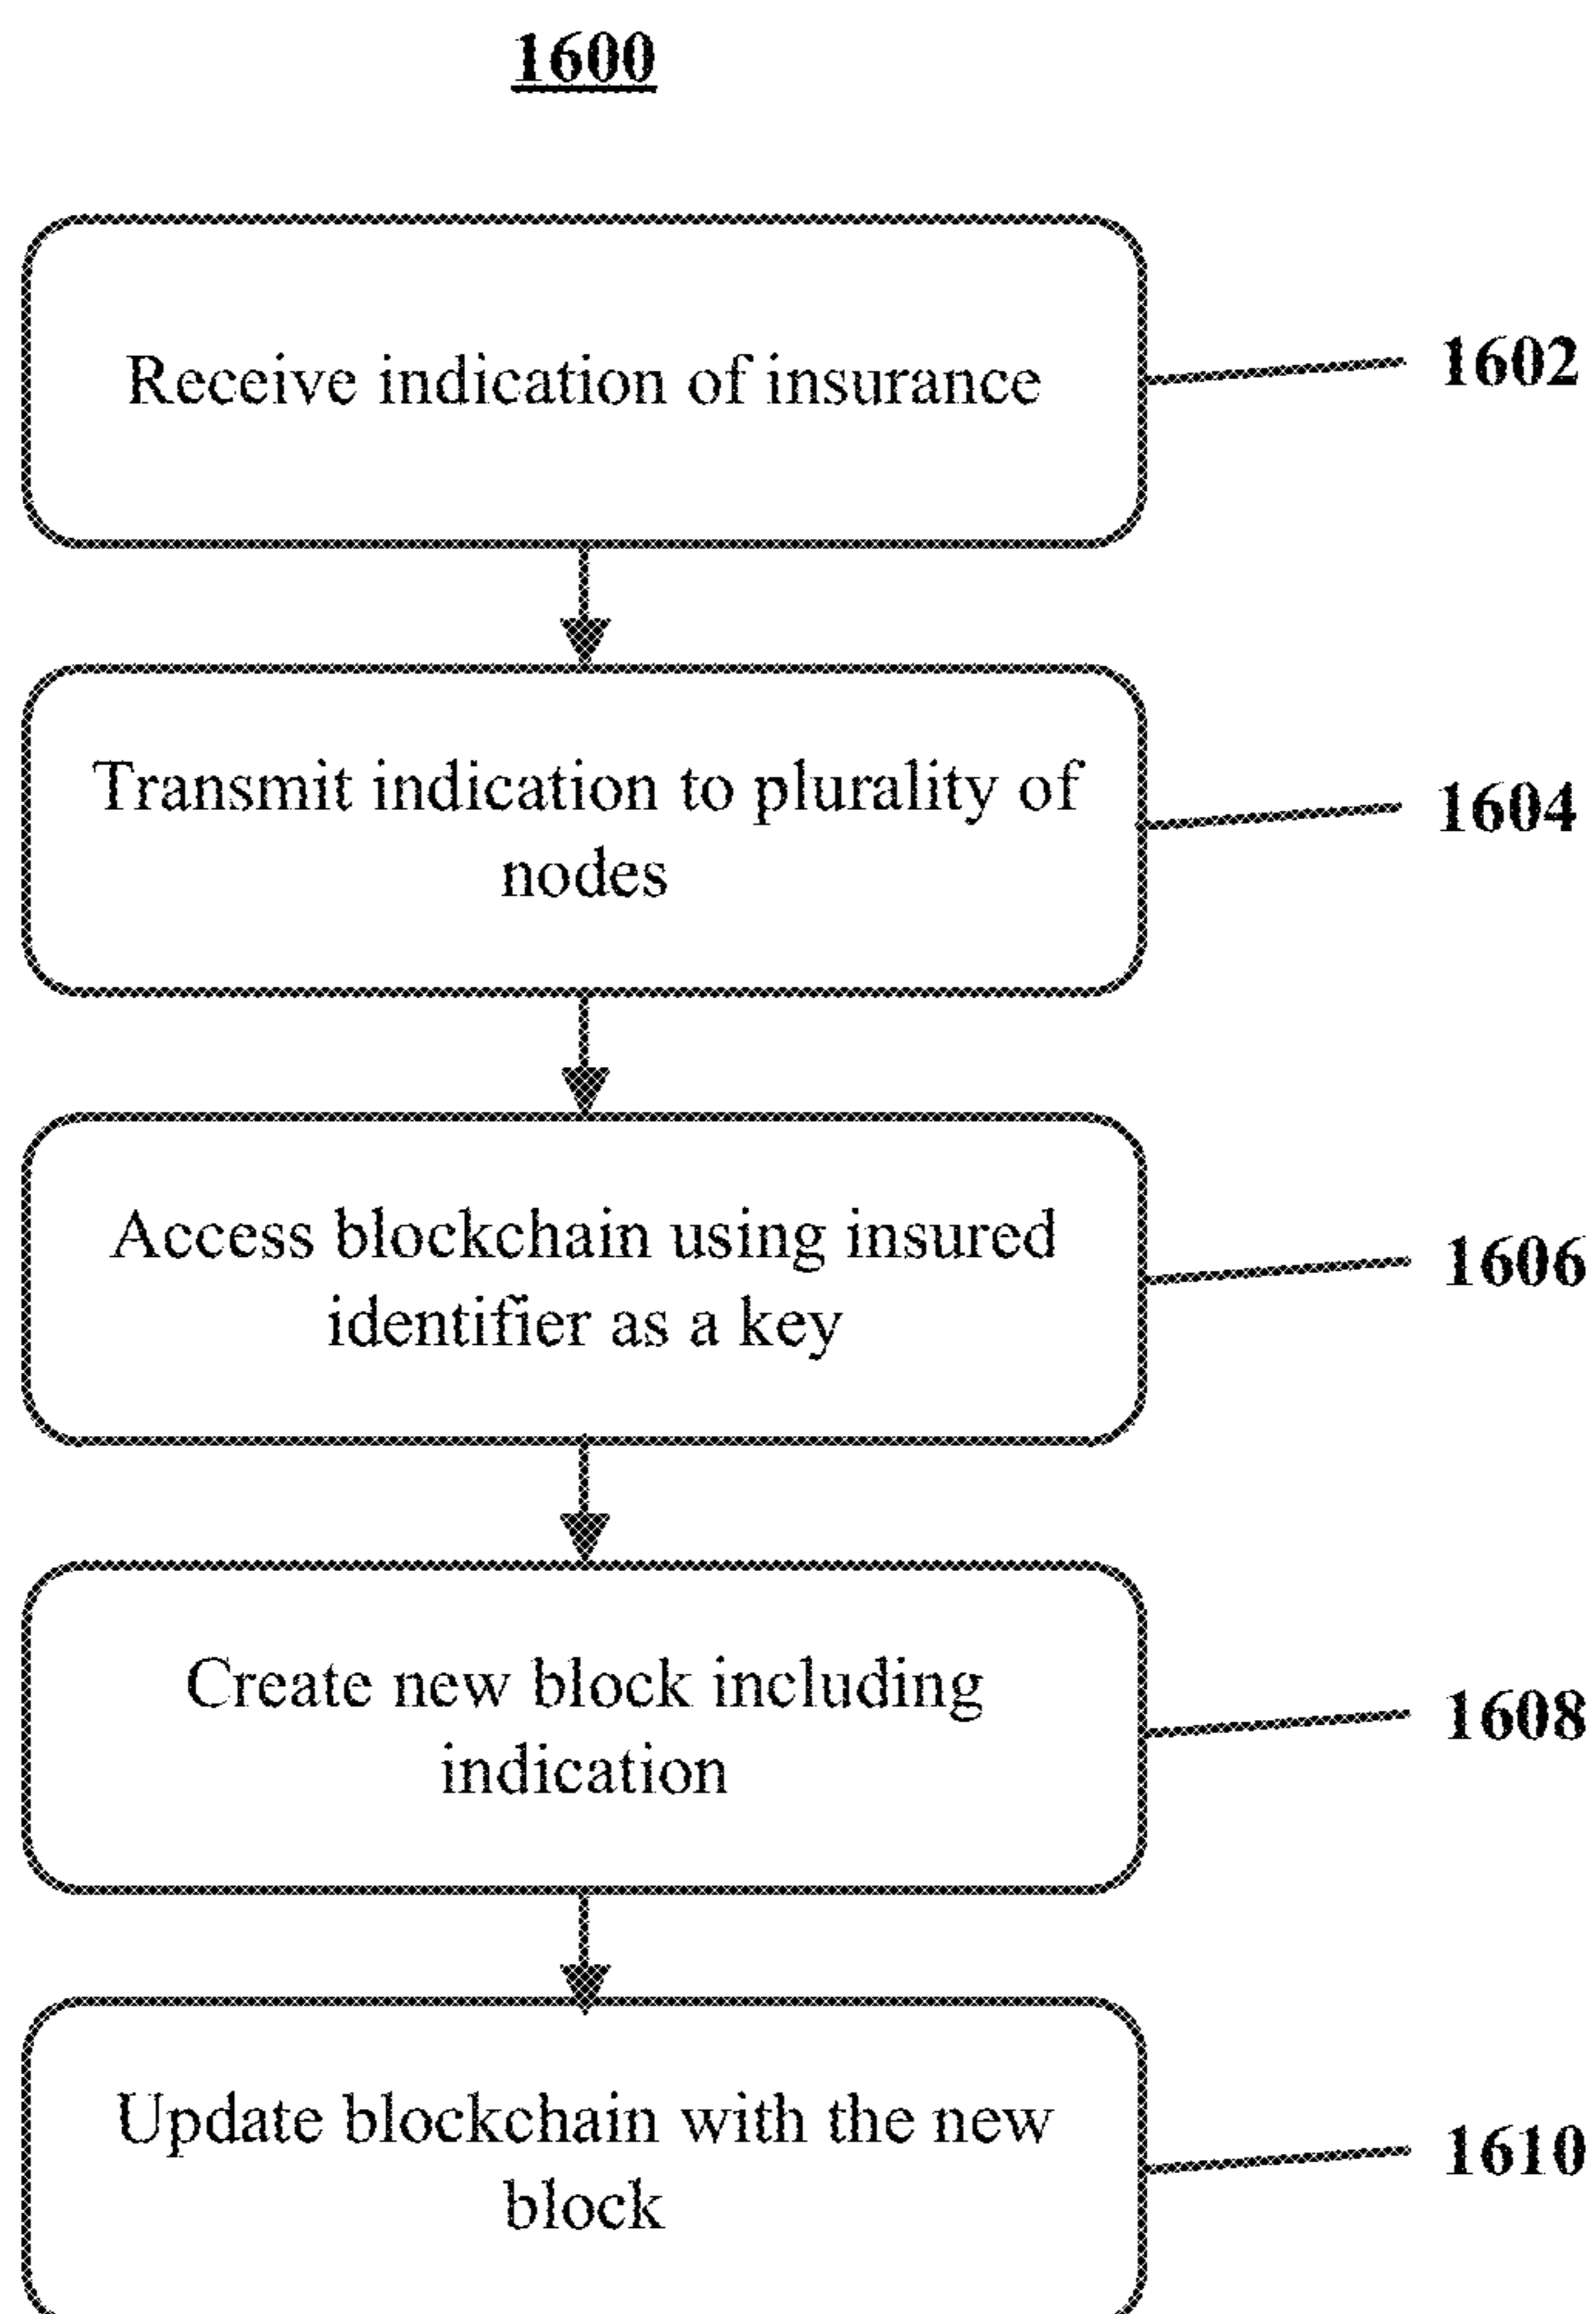 1600
Receive indication of insurance
1602
Transmit indication to plurality of
nodes
1604
Access blockchain using insured
identifier as a key
1606
Create new block including
indication
1608
Update blockchain with the new
block
1610